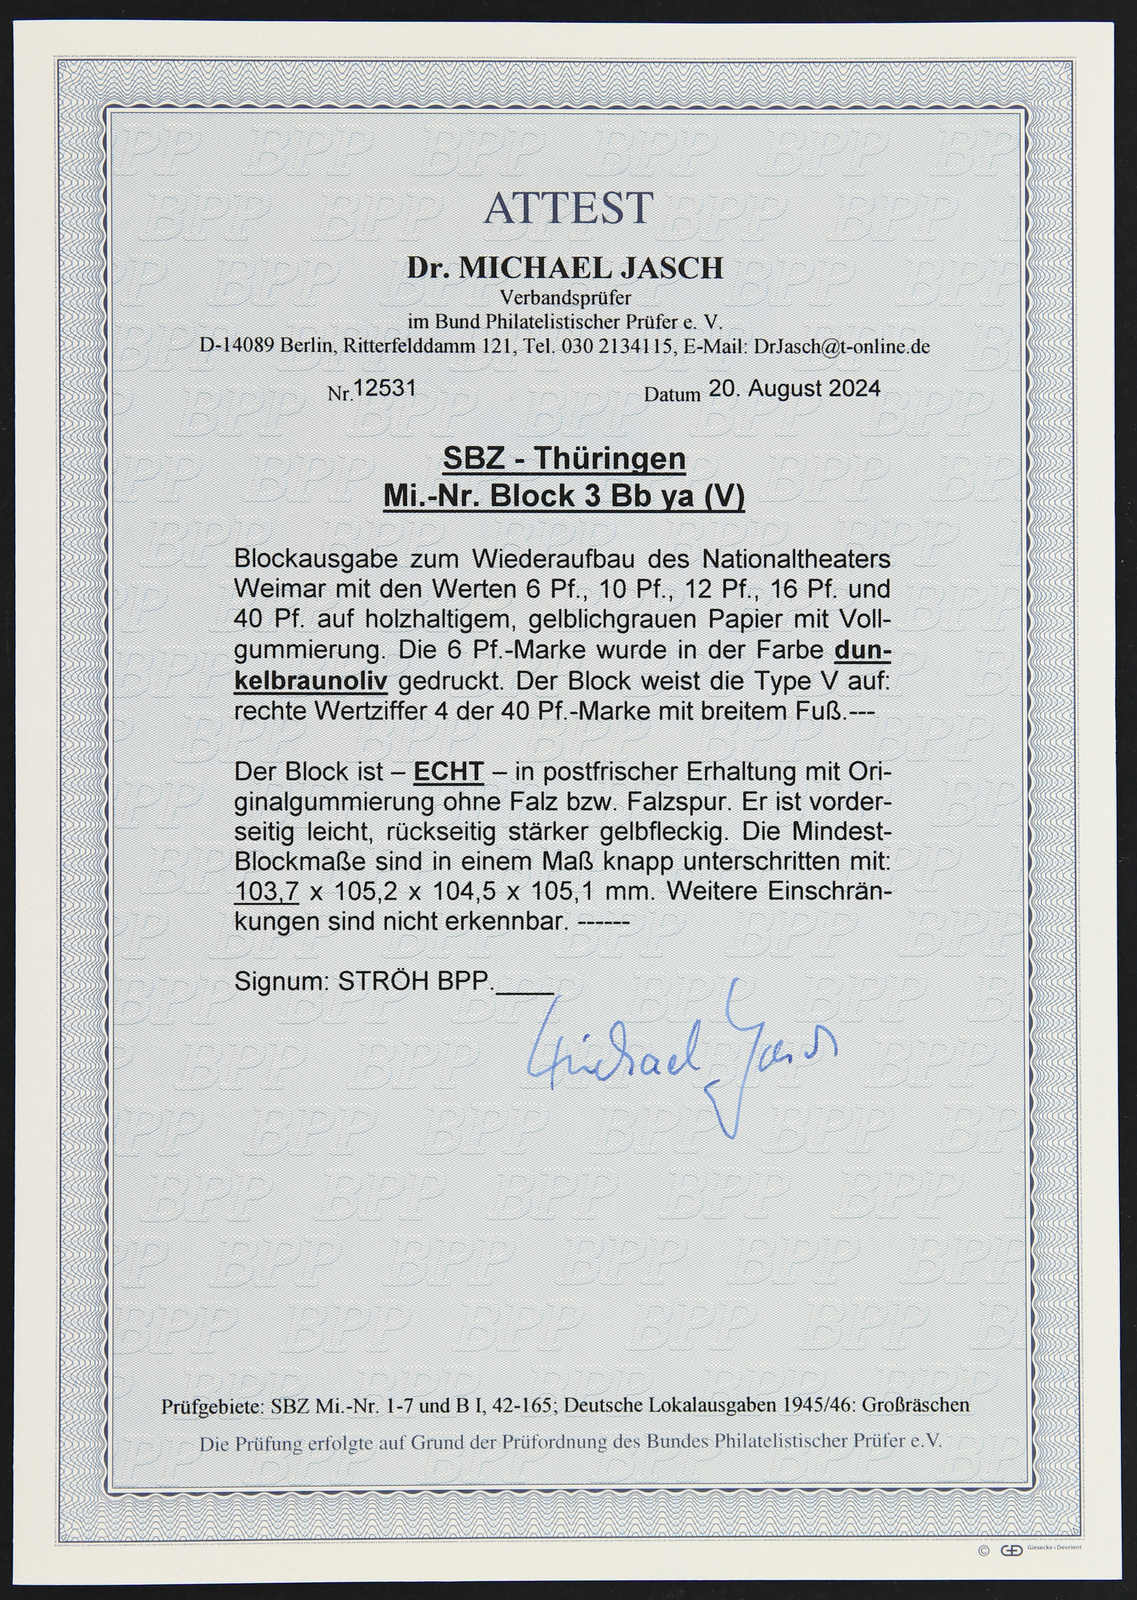 ATTEST
Dr. MICHAEL JASCH
Verbandsprüfer
im Bund Philatelistischer Prüfer e. V.
D-14089 Berlin, Ritterfelddamm 121, Tel. 030 2134115, E-Mail: DrJasch@t-online.de
Nr.12531 Datum 20. August 2024
SBZ - Thüringen
Mi.-Nr. Block 3 Bb ya (V)
Blockausgabe zum Wiederaufbau des Nationaltheaters
Weimar mit den Werten 6 Pf., 10 Pf., 12 Pf., 16 Pf. und
40 Pf. auf holzhaltigem, gelblichgrauen Papier mit Voll-
gummierung. Die 6 Pf.-Marke wurde in der Farbe dun-
kelbraunoliv gedruckt. Der Block weist die Type V auf:
rechte Wertziffer 4 der 40 Pf.-Marke mit breitem Fuß.---
Der Block ist – ECHT – in postfrischer Erhaltung mit Ori-
ginalgummierung ohne Falz bzw. Falzspur. Er ist vorder-
seitig leicht, rückseitig stärker gelbfleckig. Die Mindest-
Blockmaße sind in einem Maß knapp unterschritten mit:
103,7 x 105,2 x 104,5 x 105,1 mm. Weitere Einschrän-
kungen sind nicht erkennbar. ------
Signum: STRÖH BPP.____
Michael Jasch
Prüfgebiete: SBZ Mi.-Nr. 1-7 und B I, 42-165; Deutsche Lokalausgaben 1945/46: Großräschen
Die Prüfung erfolgte auf Grund der Prüfordnung des Bundes Philatelistischer Prüfer e.V.
© GD Giesecke+Devrient